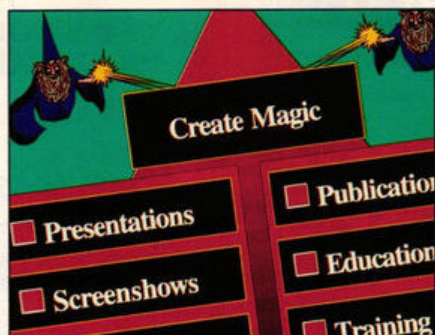 Create Magic
Presentations
Screenshows
Publication
Education
Training